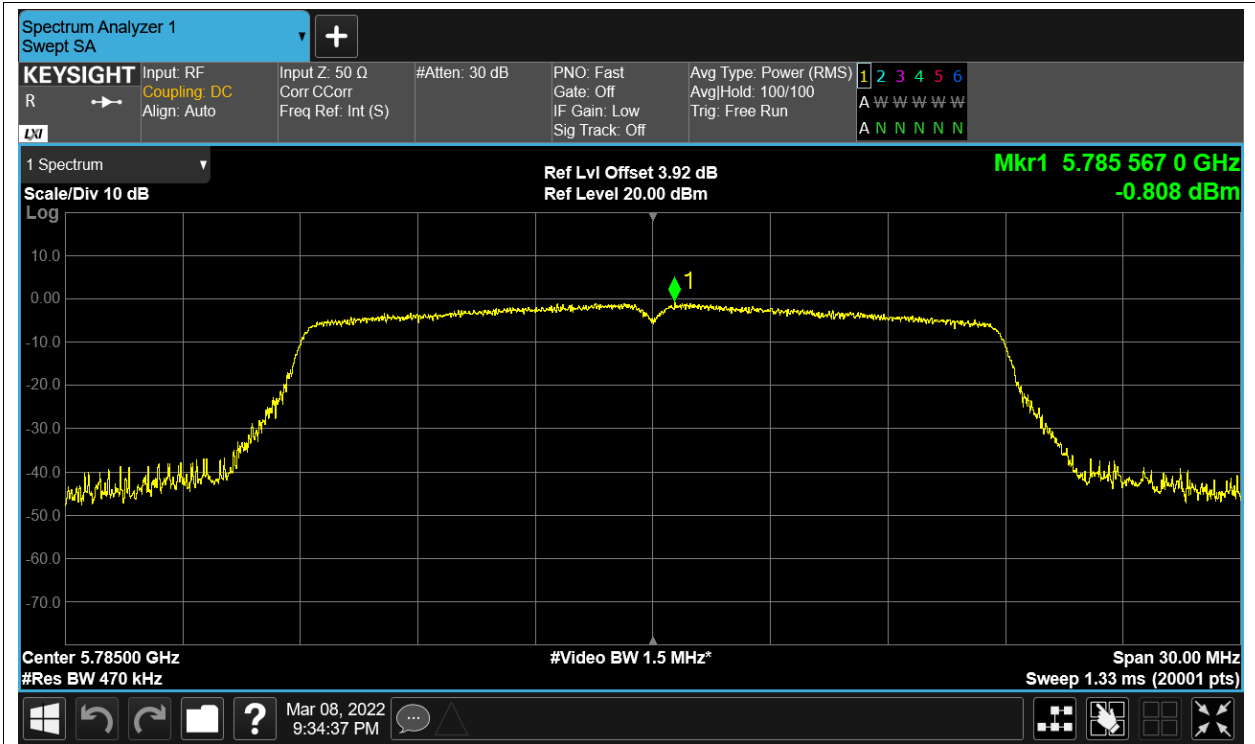 Spectrum Analyzer 1
Swept SA
KEYSIGHT
R
LXI
Input: RF
Coupling: DC
Align: Auto
Input Z: 50 Ω
Corr CCorr
Freq Ref: Int (S)
#Atten: 30 dB
PNO: Fast
Gate: Off
IF Gain: Low
Sig Track: Off
Avg Type: Power (RMS)
Avg|Hold: 100/100
Trig: Free Run
1 2 3 4 5 6
A W W W W W
A N N N N N
1 Spectrum
Scale/Div 10 dB
Log
Ref Lvl Offset 3.92 dB
Ref Level 20.00 dBm
Mkr1 5.785 567 0 GHz
-0.808 dBm
1
10.0
0.00
-10.0
-20.0
-30.0
-40.0
-50.0
-60.0
-70.0
Center 5.78500 GHz
#Res BW 470 kHz
#Video BW 1.5 MHz*
Span 30.00 MHz
Sweep 1.33 ms (20001 pts)
?
Mar 08, 2022
9:34:37 PM